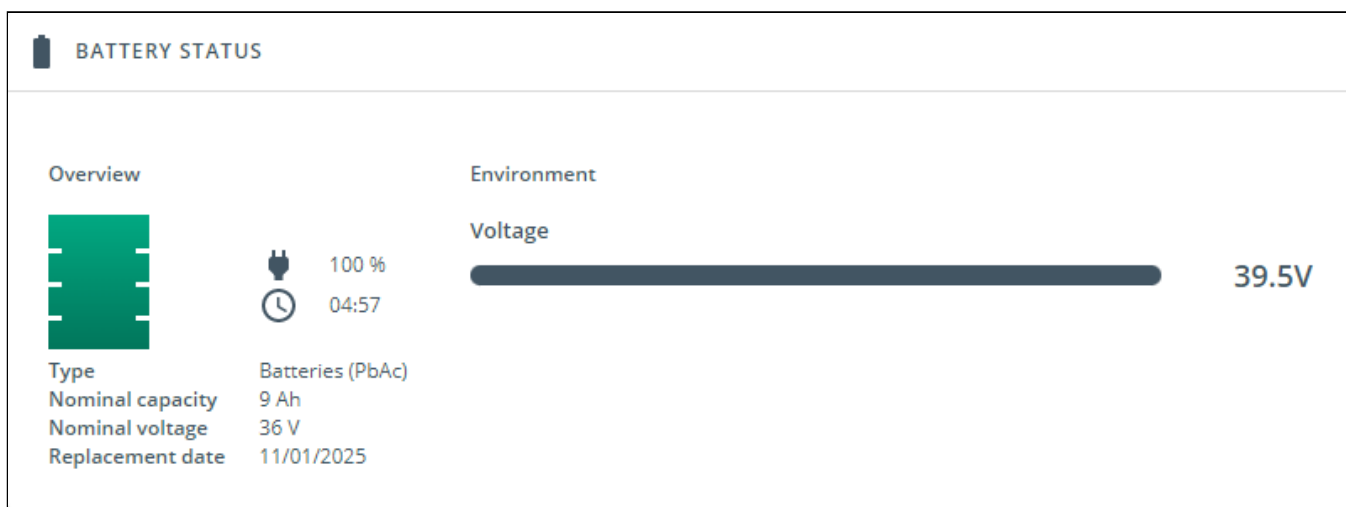 BATTERY STATUS
Overview
100 %
04:57
Type Batteries (PbAc)
Nominal capacity 9 Ah
Nominal voltage 36 V
Replacement date 11/01/2025
Environment
Voltage
39.5V